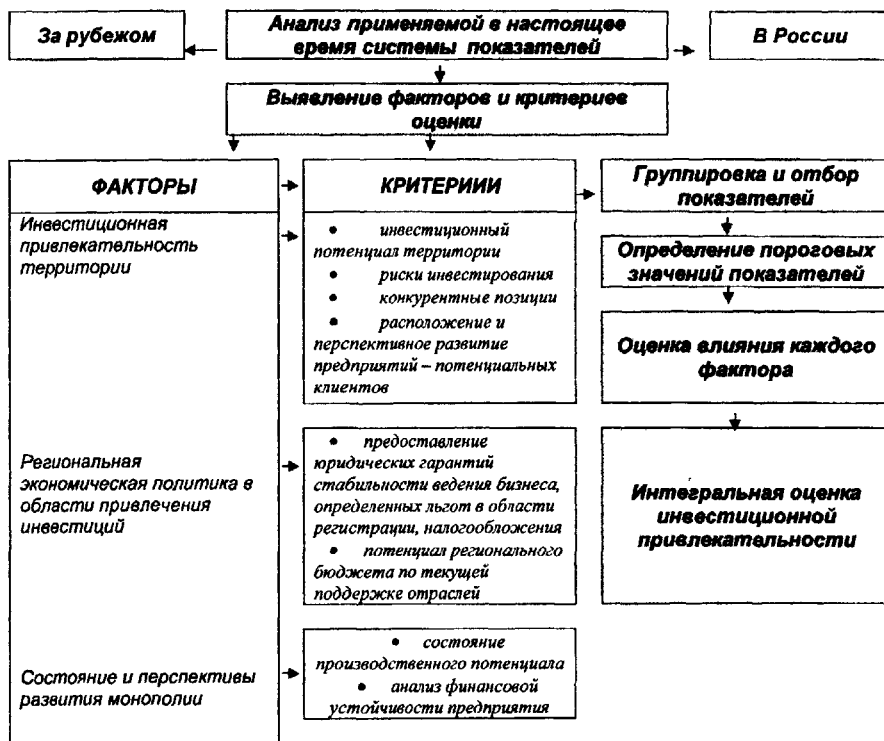 За рубежом
Анализ применяемой в настоящее
время системы показателей
В России
Выявление факторов и критериев
оценки
ФАКТОРЫ
Инвестиционная
привлекательность
территории
Региональная
экономическая политика в
области привлечения
инвестиций
Состояние и перспективы
развития монополии
КРИТЕРИИИ
• инвестиционный
потенциал территории
• риски инвестирования
• конкурентные позиции
• расположение и
перспективное развитие
предприятий – потенциальных
клиентов
• предоставление
юридических гарантий
стабильности ведения бизнеса,
определенных льгот в области
регистрации, налогообложения
• потенциал регионального
бюджета по текущей
поддержке отраслей
• состояние
производственного потенциала
• анализ финансовой
устойчивости предприятия
Группировка и отбор
показателей
Определение пороговых
значений показателей
Оценка влияния каждого
фактора
Интегральная оценка
инвестиционной
привлекательности